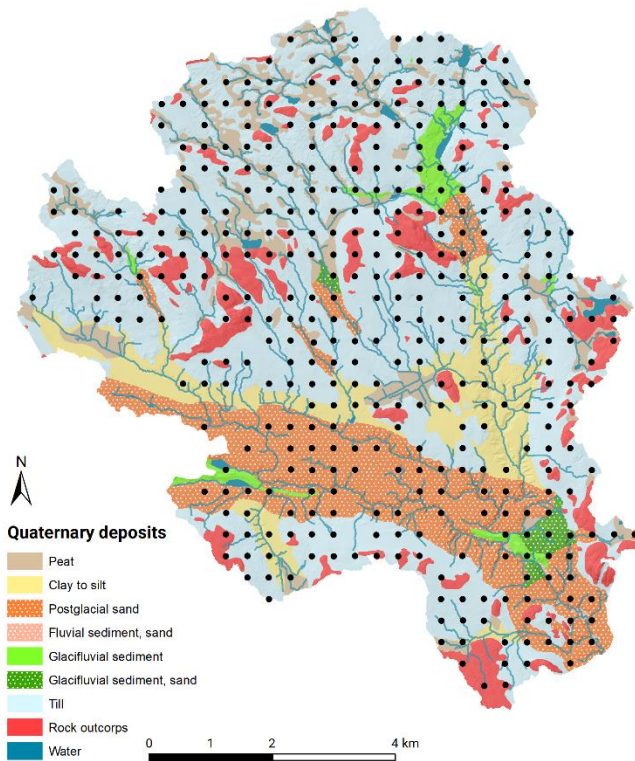 N
Quaternary deposits
Peat
Clay to silt
Postglacial sand
Fluvial sediment, sand
Glacifluvial sediment
Glacifluvial sediment, sand
Till
Rock outcorps
Water
0 1 2 4 km